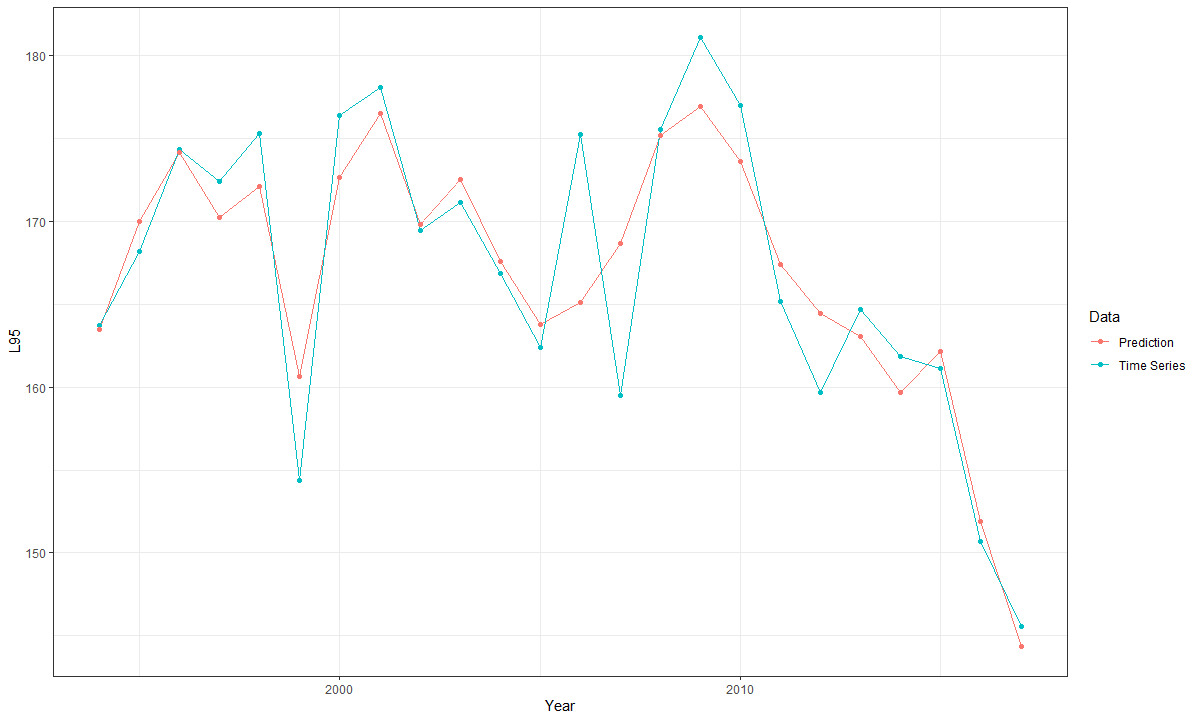 180
170
160
150
L95
2000
2010
Year
Data
Prediction
Time Series